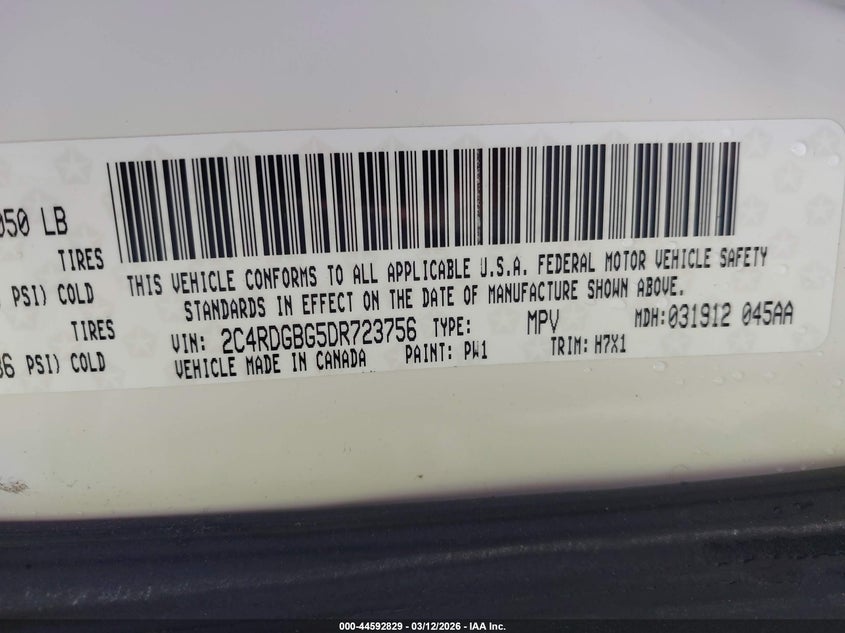 050 LB
TIRES
PSI) COLD
36 PSI) COLD
THIS VEHICLE CONFORMS TO ALL APPLICABLE U.S.A. FEDERAL MOTOR VEHICLE SAFETY
STANDARDS IN EFFECT ON THE DATE OF MANUFACTURE SHOWN ABOVE.
VIN: 2C4RDGBG5DR723756 TYPE: MPV MDH:031912 045AA
VEHICLE MADE IN CANADA PAINT: PW1 TRIM: H7X1
000-44592829 - 03/12/2026 - IAA Inc.